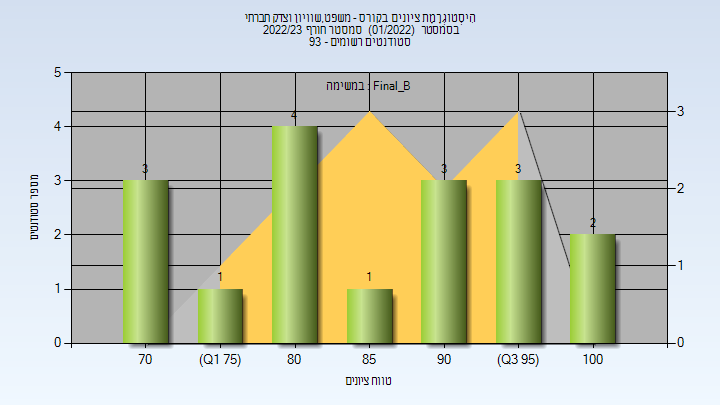 היסטוגרמת ציונים בקורס - משפט,שוויון וצדק חברתי
בסמסטר (01/2022) סמסטר חורף 2022/23
סטודנטים רשומים - 93
במשימה : Final_B
מספר סטודנטים
5
4
3
2
1
0
3
2
1
0
3
1
4
1
3
3
2
70
(Q1 75)
80
85
90
(Q3 95)
100
טווח ציונים